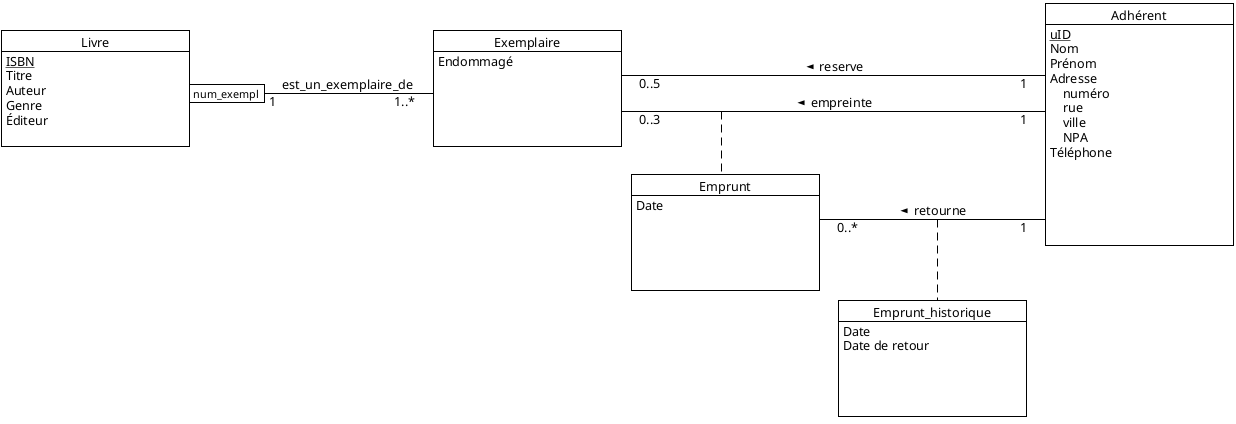 Livre
ISBN
Titre
Auteur
Genre
Éditeur
num_exempl
est_un_exemplaire_de
1
1..*
Exemplaire
Endommagé
reserve
0..5
1
empreinte
0..3
1
Adhérent
uID
Nom
Prénom
Adresse
numéro
rue
ville
NPA
Téléphone
Emprunt
Date
retourne
0..*
1
Emprunt_historique
Date
Date de retour